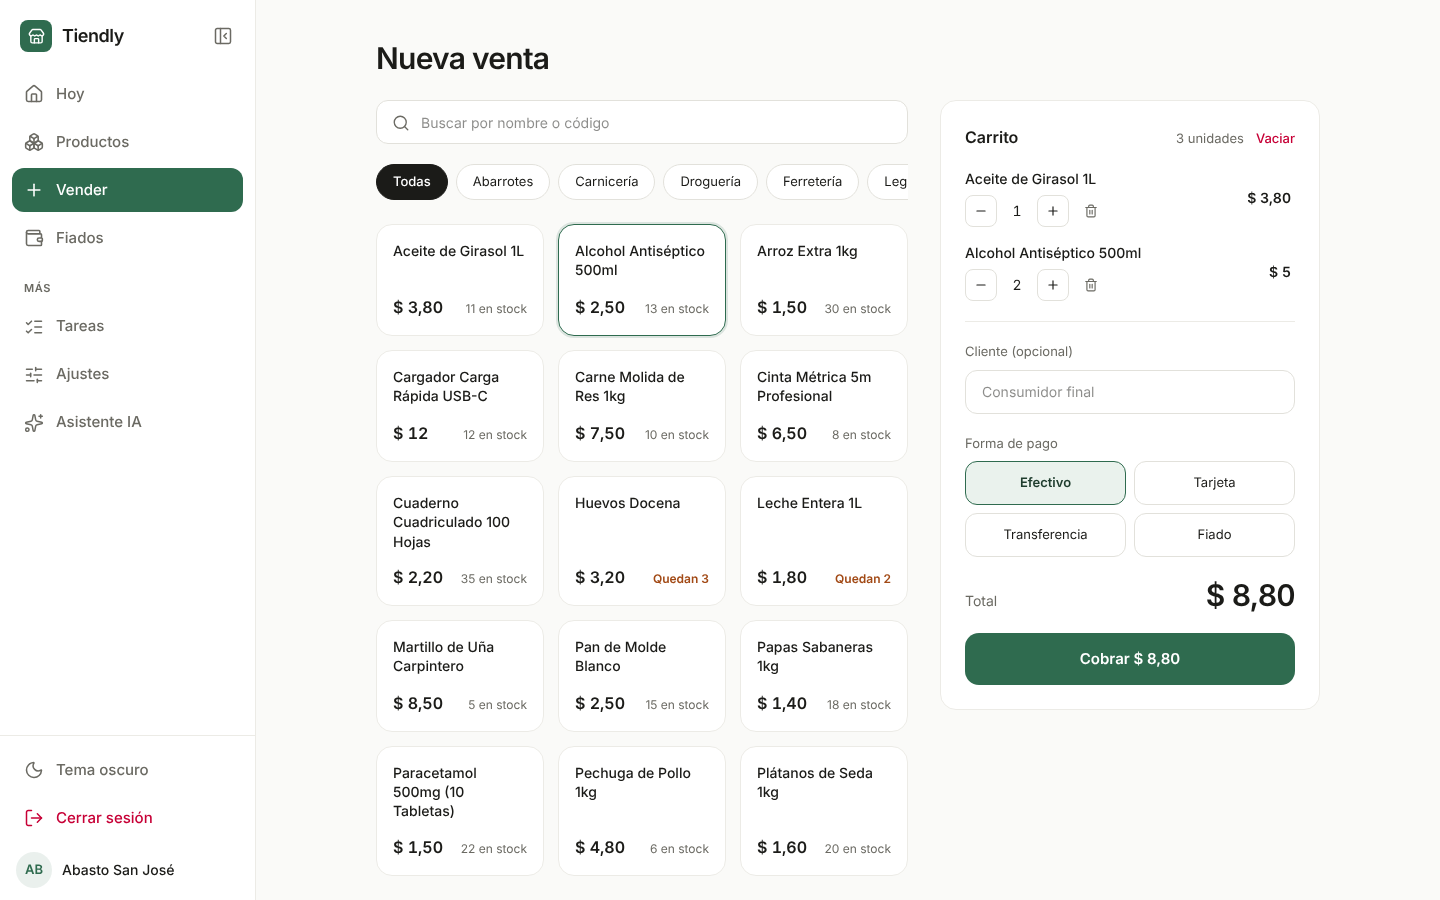 Tiendly
Hoy
Productos
Vender
Fiados
MÁS
Tareas
Ajustes
Asistente IA
Tema oscuro
Cerrar sesión
AB
Abasto San José
Nueva venta
Buscar por nombre o código
Todas
Abarrotes
Carnicería
Droguería
Ferretería
Leg
Aceite de Girasol 1L
$ 3,80
11 en stock
Alcohol Antiséptico
500ml
$ 2,50
13 en stock
Arroz Extra 1kg
$ 1,50
30 en stock
Cargador Carga
Rápida USB-C
$ 12
12 en stock
Carne Molida de
Res 1kg
$ 7,50
10 en stock
Cinta Métrica 5m
Profesional
$ 6,50
8 en stock
Cuaderno
Cuadriculado 100
Hojas
$ 2,20
35 en stock
Huevos Docena
$ 3,20
Quedan 3
Leche Entera 1L
$ 1,80
Quedan 2
Martillo de Uña
Carpintero
$ 8,50
5 en stock
Pan de Molde
Blanco
$ 2,50
15 en stock
Papas Sabaneras
1kg
$ 1,40
18 en stock
Paracetamol
500mg (10
Tabletas)
$ 1,50
22 en stock
Pechuga de Pollo
1kg
$ 4,80
6 en stock
Plátanos de Seda
1kg
$ 1,60
20 en stock
Carrito
3 unidades
Vaciar
Aceite de Girasol 1L
1
$ 3,80
Alcohol Antiséptico 500ml
2
$ 5
Cliente (opcional)
Consumidor final
Forma de pago
Efectivo
Tarjeta
Transferencia
Fiado
Total
$ 8,80
Cobrar $ 8,80